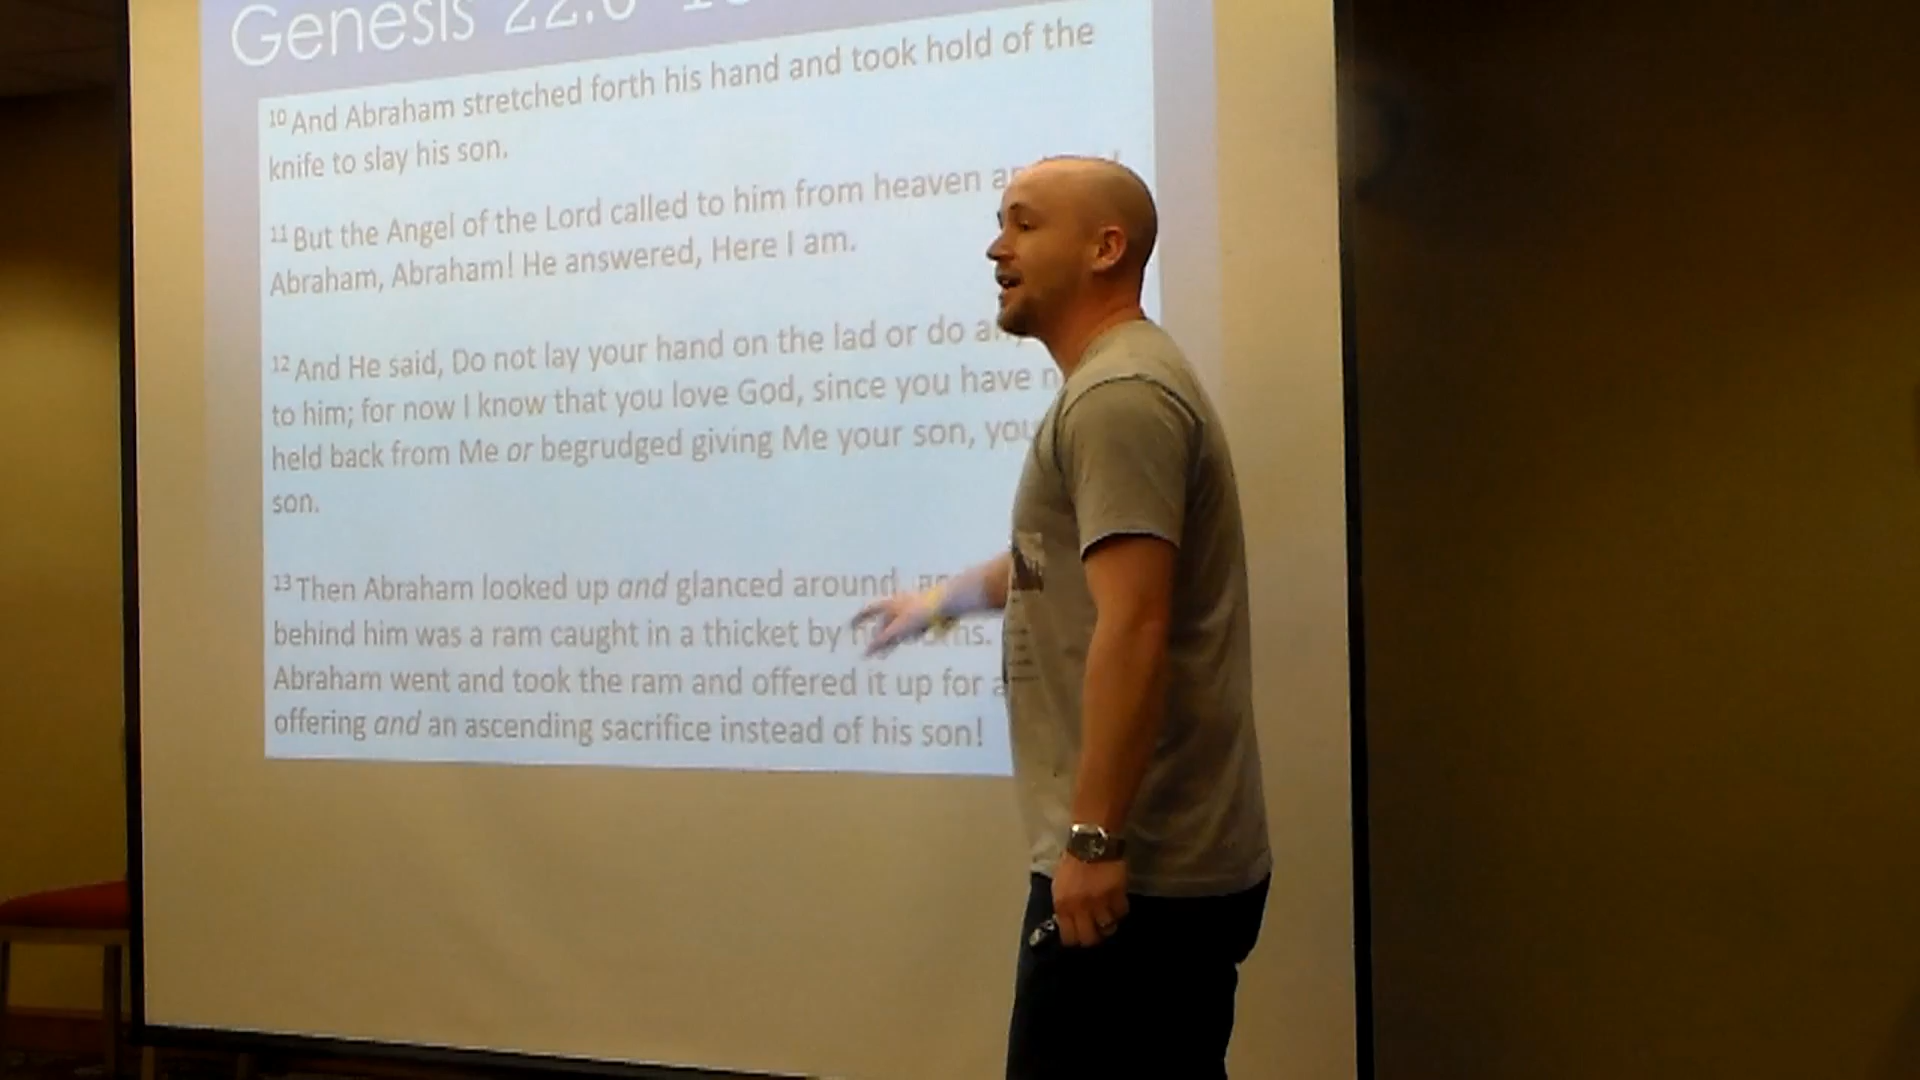 Genesis
10 And Abraham stretched forth his hand and took hold of the
knife to slay his son.
11 But the Angel of the Lord called to him from heaven
Abraham, Abraham! He answered, Here I am.
12 And He said, Do not lay your hand on the lad or do
to him; for now I know that you love God, since you have
held back from Me or begrudged giving Me your son,
son.
13 Then Abraham looked up and glanced around,
behind him was a ram caught in a thicket by
Abraham went and took the ram and offered it up for
offering and an ascending sacrifice instead of his son!